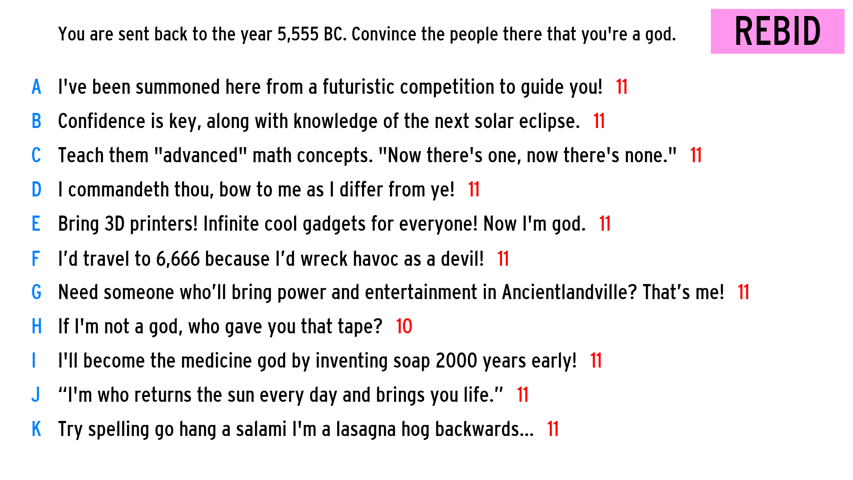 You are sent back to the year 5,555 BC. Convince the people there that you're a god.
REBID
A I've been summoned here from a futuristic competition to guide you! 11
B Confidence is key, along with knowledge of the next solar eclipse. 11
C Teach them "advanced" math concepts. "Now there's one, now there's none." 11
D I commandeth thou, bow to me as I differ from ye! 11
E Bring 3D printers! Infinite cool gadgets for everyone! Now I'm god. 11
F I’d travel to 6,666 because I’d wreck havoc as a devil! 11
G Need someone who’ll bring power and entertainment in Ancientlandville? That’s me! 11
H If I'm not a god, who gave you that tape? 10
I I'll become the medicine god by inventing soap 2000 years early! 11
J “I'm who returns the sun every day and brings you life.” 11
K Try spelling go hang a salami I'm a lasagna hog backwards... 11